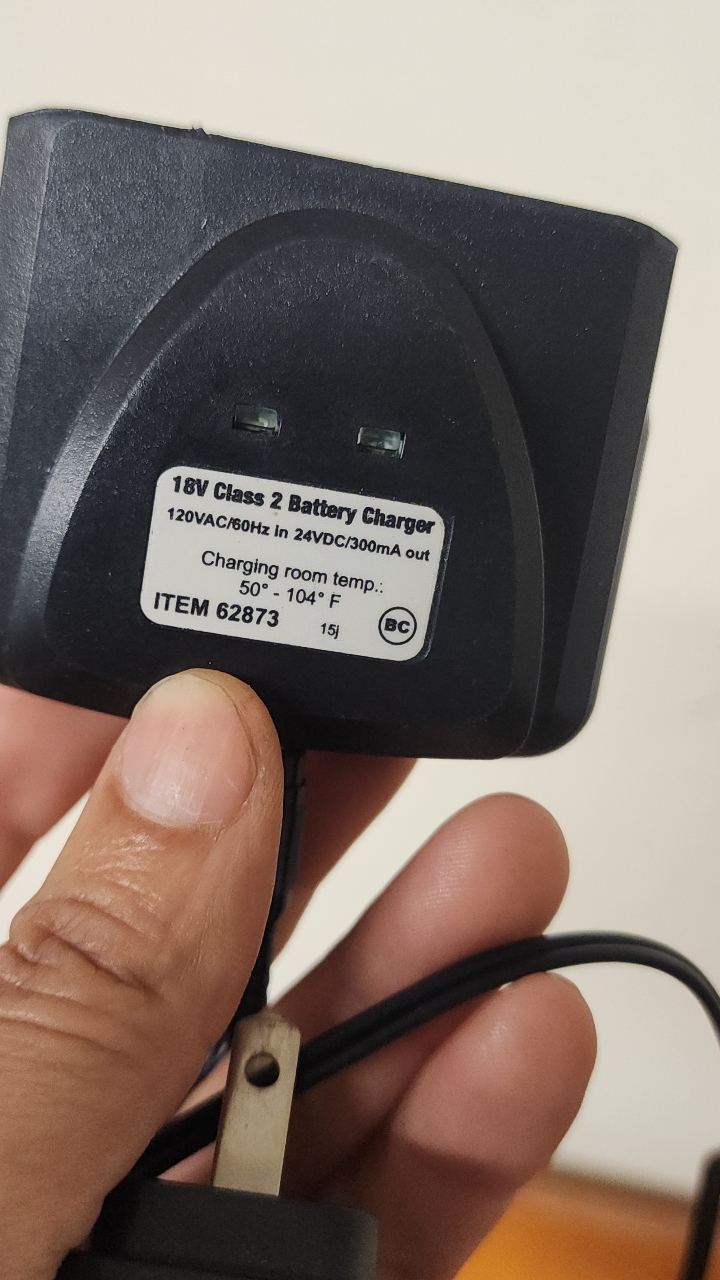 18V Class 2 Battery Charger
120VAC/60Hz in 24VDC/300mA out
Charging room temp.:
50° - 104° F
ITEM 62873
15j
BC